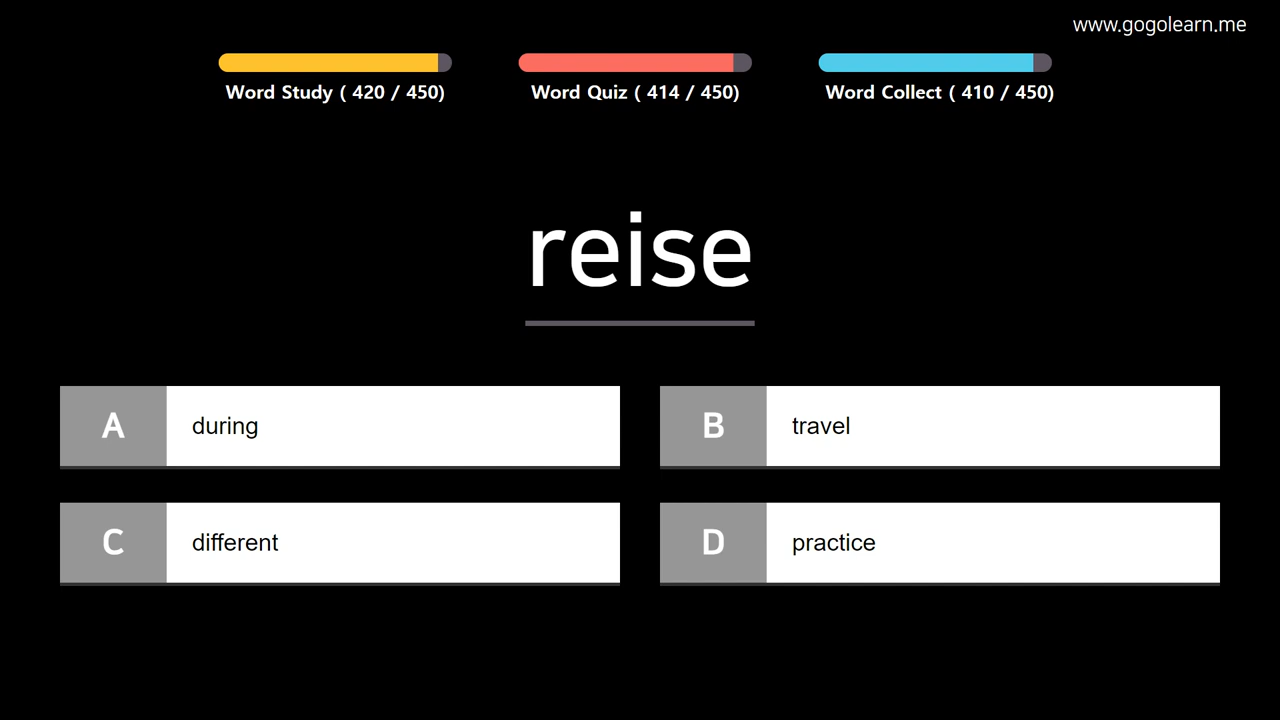 www.gogolearn.me
Word Study ( 420 / 450)
Word Quiz ( 414 / 450)
Word Collect ( 410 / 450)
reise
A during
B travel
C different
D practice